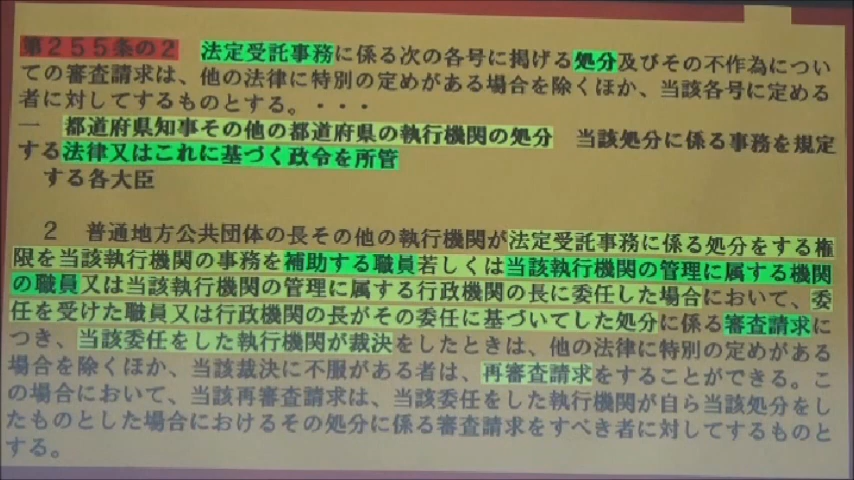 第２５５条の２　法定受託事務に係る次の各号に掲げる処分及びその不作為につい
ての審査請求は、他の法律に特別の定めがある場合を除くほか、当該各号に定める
者に対してするものとする。・・・
一　都道府県知事その他の都道府県の執行機関の処分　当該処分に係る事務を規定
する法律又はこれに基づく政令を所管
する各大臣
２　普通地方公共団体の長その他の執行機関が法定受託事務に係る処分をする権
限を当該執行機関の事務を補助する職員若しくは当該執行機関の管理に属する機関
の職員又は当該執行機関の管理に属する行政機関の長に委任した場合において、委
任を受けた職員又は行政機関の長がその委任に基づいてした処分に係る審査請求に
つき、当該委任をした執行機関が裁決をしたときは、他の法律に特別の定めがある
場合を除くほか、当該裁決に不服がある者は、再審査請求をすることができる。こ
の場合において、当該再審査請求は、当該委任をした執行機関が自ら当該処分をし
たものとした場合におけるその処分に係る審査請求をすべき者に対してするものと
する。